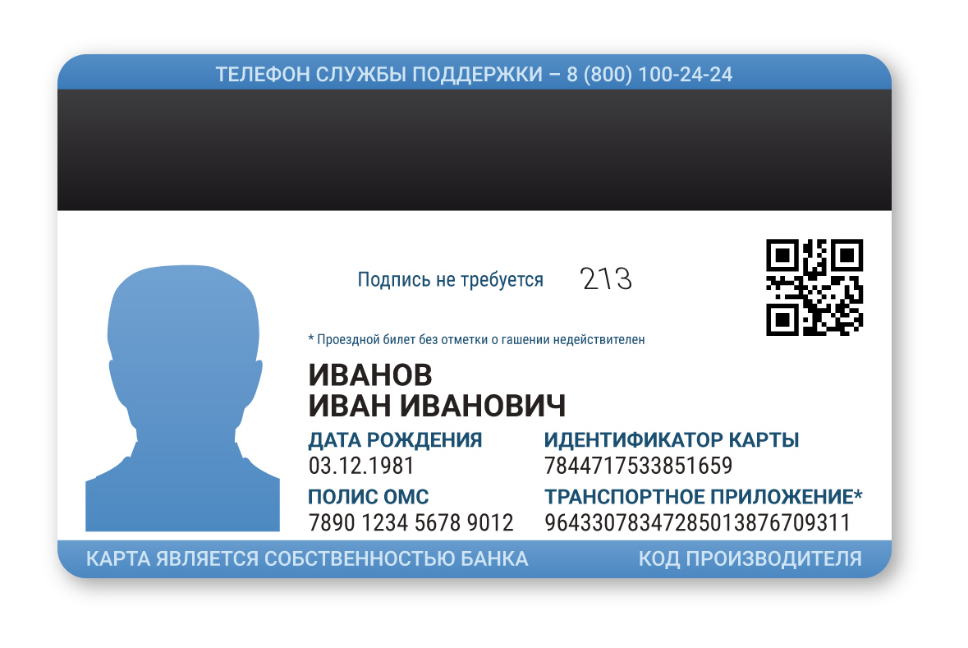 ТЕЛЕФОН СЛУЖБЫ ПОДДЕРЖКИ – 8 (800) 100-24-24
Подпись не требуется 213
* Проездной билет без отметки о гашении недействителен
ИВАНОВ
ИВАН ИВАНОВИЧ
ДАТА РОЖДЕНИЯ ИДЕНТИФИКАТОР КАРТЫ
03.12.1981 7844717533851659
ПОЛИС ОМС ТРАНСПОРТНОЕ ПРИЛОЖЕНИЕ*
7890 1234 5678 9012 96433078347285013876709311
КАРТА ЯВЛЯЕТСЯ СОБСТВЕННОСТЬЮ БАНКА КОД ПРОИЗВОДИТЕЛЯ